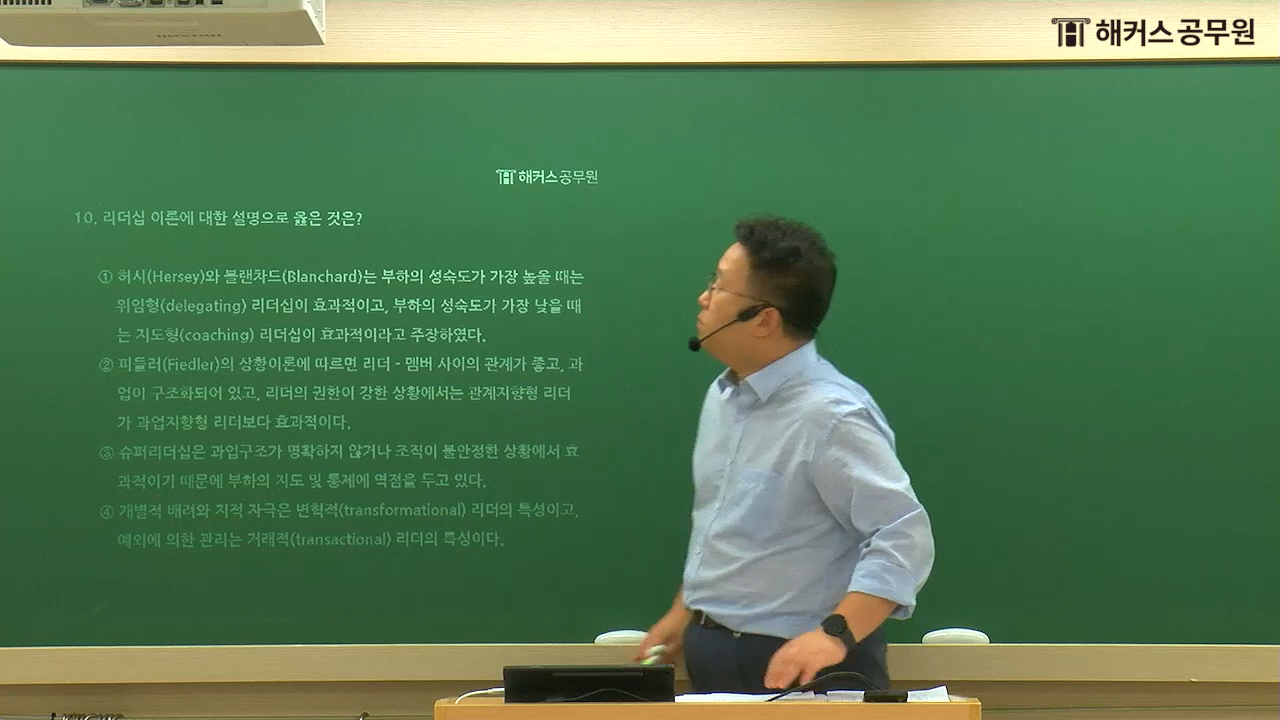 해커스공무원
해커스공무원
10. 리더십 이론에 대한 설명으로 옳은 것은?
① 허시(Hersey)와 블랜차드(Blanchard)는 부하의 성숙도가 가장 높을 때는
위임형(delegating) 리더십이 효과적이고, 부하의 성숙도가 가장 낮을 때
는 지도형(coaching) 리더십이 효과적이라고 주장하였다.
② 피들러(Fiedler)의 상황이론에 따르면 리더 - 멤버 사이의 관계가 좋고, 과
업이 구조화되어 있고, 리더의 권한이 강한 상황에서는 관계지향형 리더
가 과업지향형 리더보다 효과적이다.
③ 슈퍼리더십은 과업구조가 명확하지 않거나 조직이 불안정한 상황에서 효
과적이기 때문에 부하의 지도 및 통제에 역점을 두고 있다.
④ 개별적 배려와 지적 자극은 변혁적(transformational) 리더의 특성이고,
예외에 의한 관리는 거래적(transactional) 리더의 특성이다.